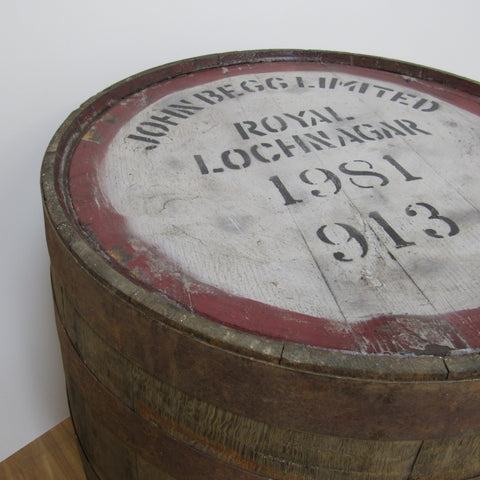 JOHN BEGG LIMITED
ROYAL
LOCHNAGAR
1981
913